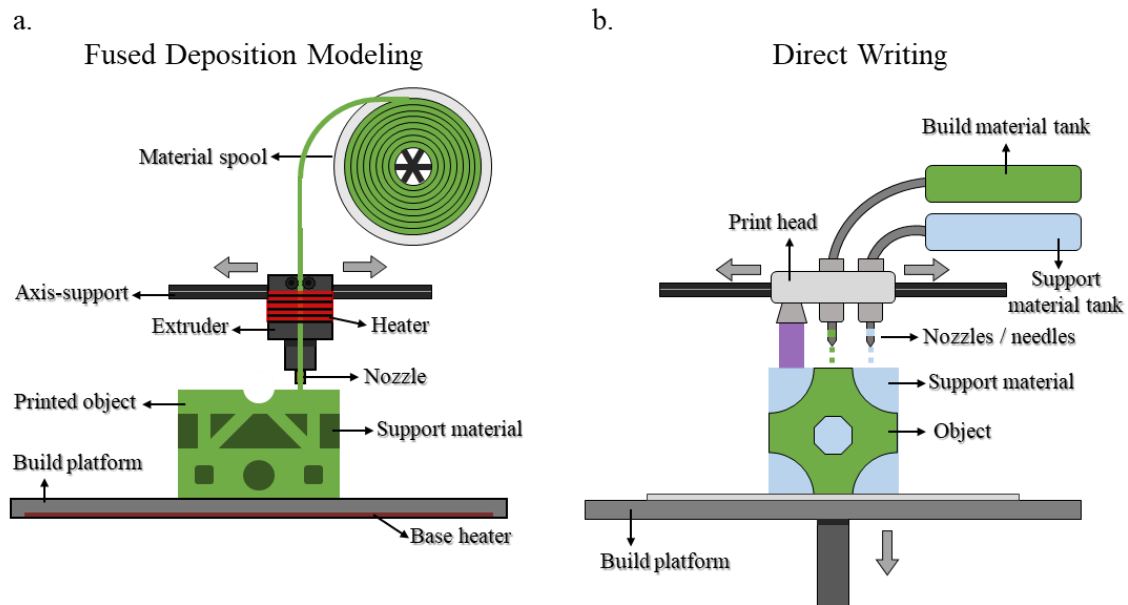 a.
Fused Deposition Modeling
Material spool
Axis-support
Extruder
Heater
Nozzle
Printed object
Support material
Build platform
Base heater
b.
Direct Writing
Build material tank
Print head
Support
material tank
Nozzles / needles
Support material
Object
Build platform